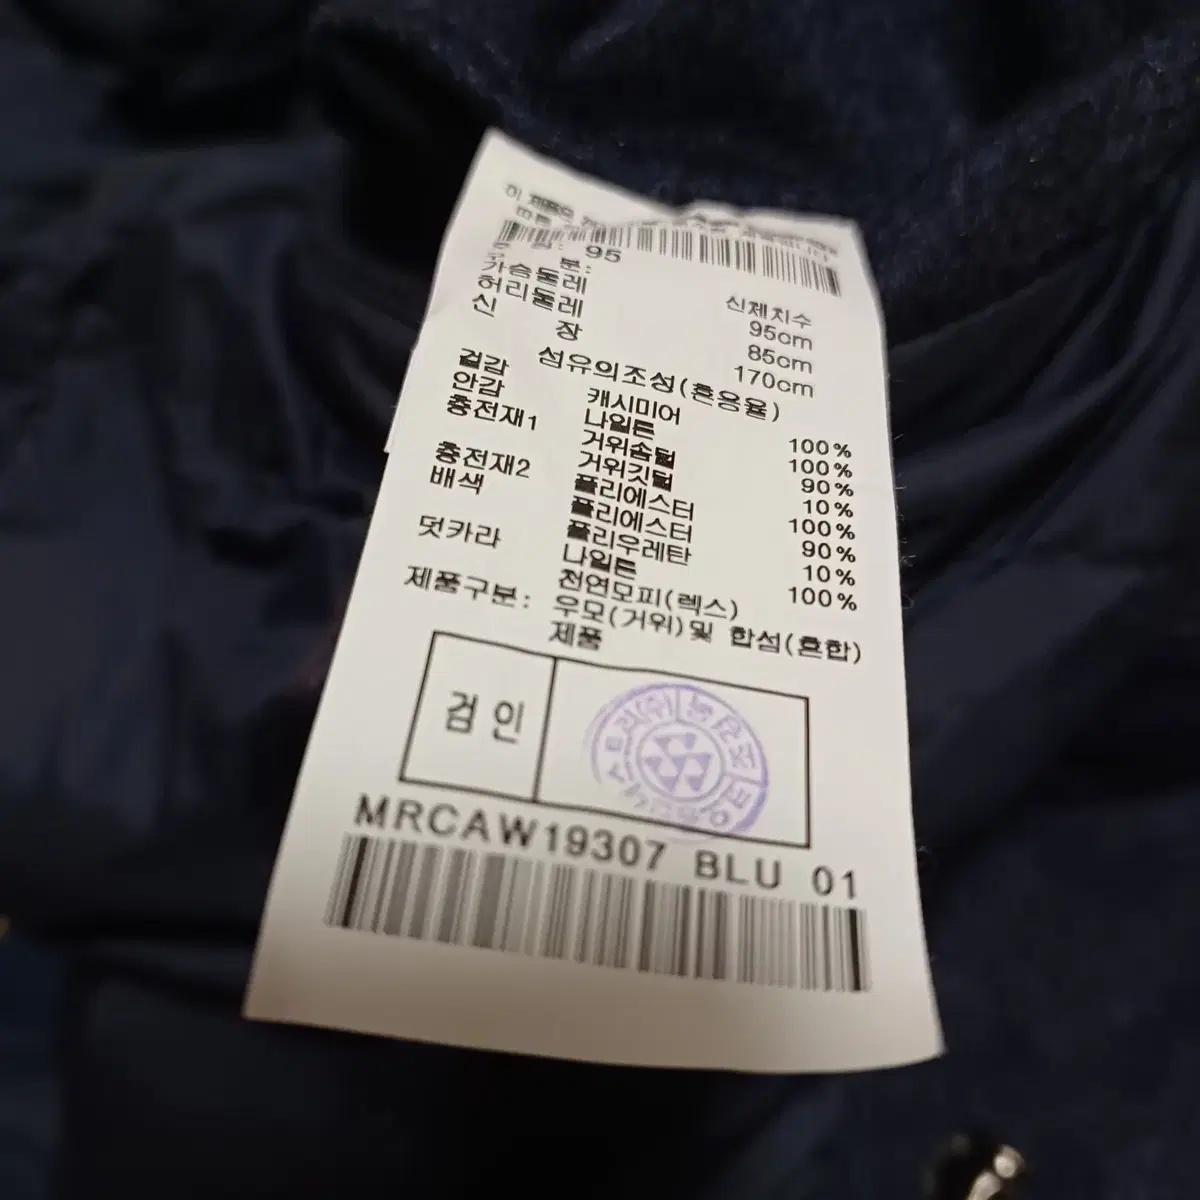 이 제품의
95
분:
가슴둘레 신체치수
허리둘레 95cm
신 장 85cm
170cm
섬유의조성(혼용율)
겉감 캐시미어 100%
안감 나일론 100%
충전재1 거위솜털 90%
거위깃털 10%
충전재2 폴리에스터 100%
배색 폴리에스터 90%
폴리우레탄 10%
덧카라 나일론 100%
천연모피(렉스)
제품구분: 우모(거위)및 합섬(혼합)
제품
검 인
MRCAW19307 BLU 01